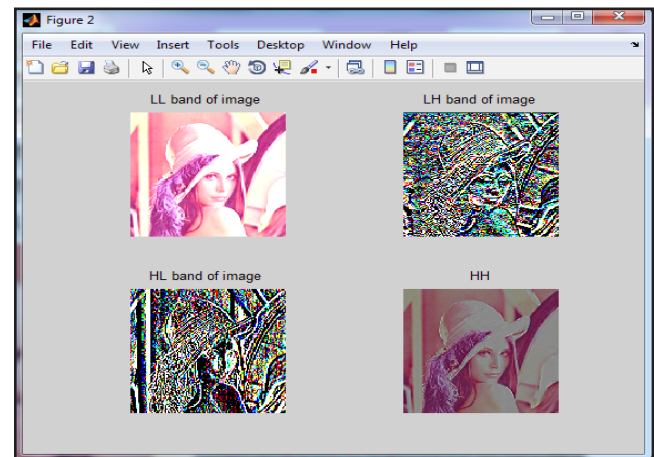 Figure 2
File Edit View Insert Tools Desktop Window Help
LL band of image
LH band of image
HL band of image
HH